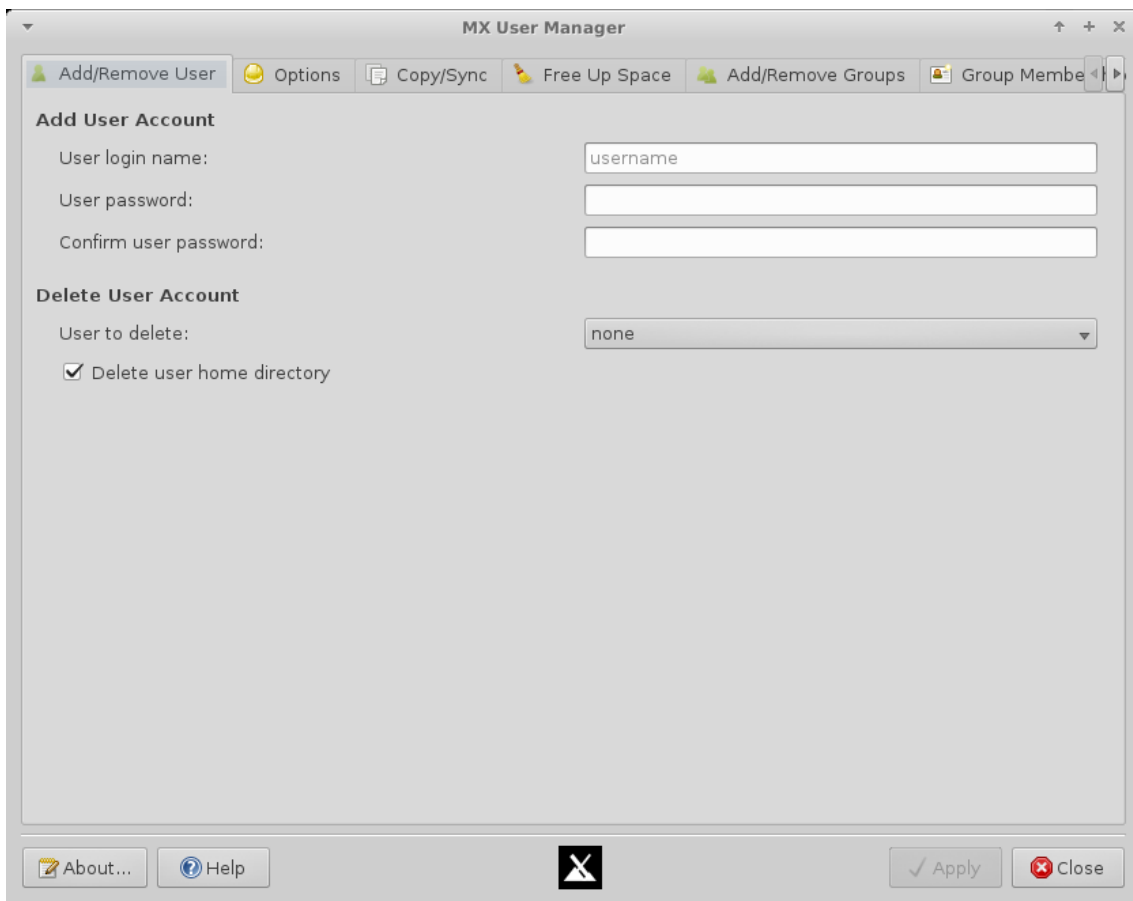 MX User Manager
Add/Remove User Options Copy/Sync Free Up Space Add/Remove Groups Group Membe
Add User Account
User login name: username
User password:
Confirm user password:
Delete User Account
User to delete: none
Delete user home directory
About... Help Apply Close